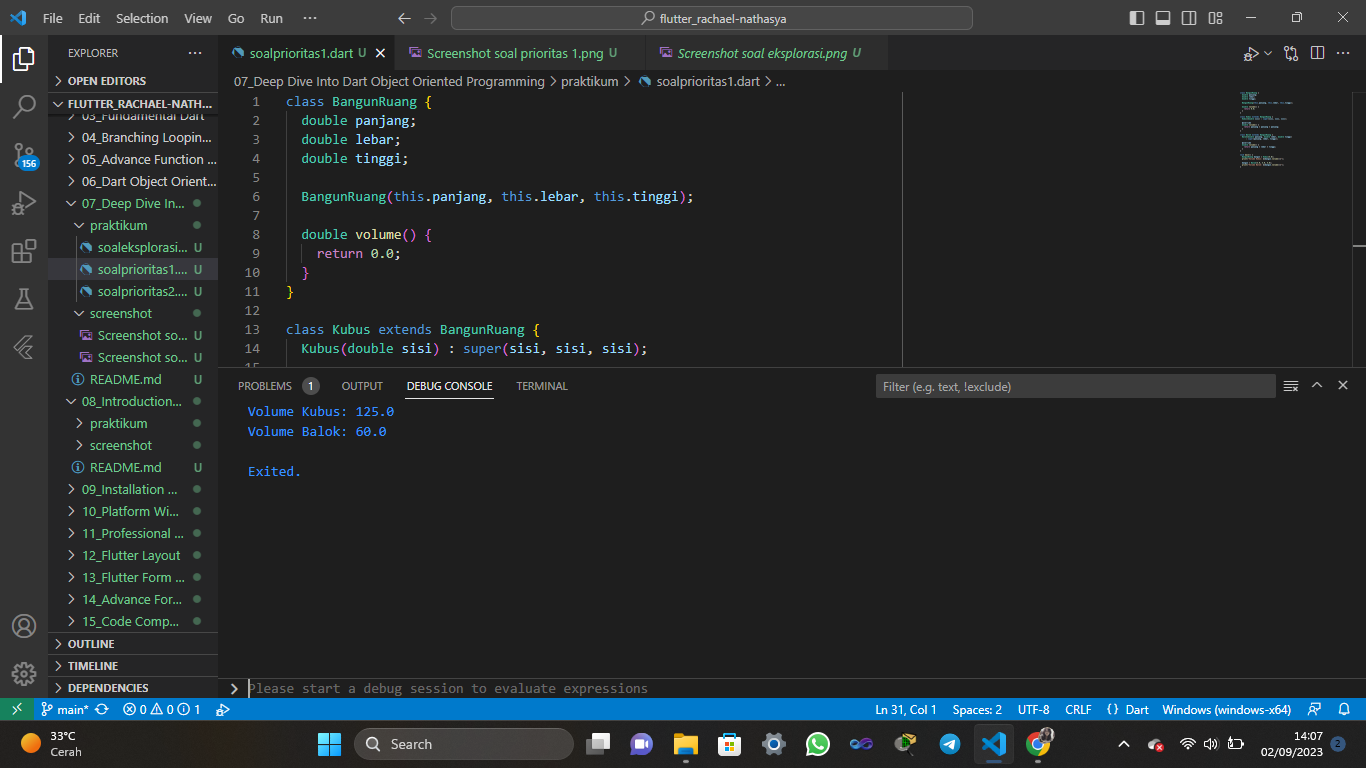 File Edit Selection View Go Run ···
flutter_rachael-nathasya
EXPLORER ···
OPEN EDITORS
FLUTTER_RACHAEL-NATH...
03_Fundamental Dart
04_Branching Loopin...
05_Advance Function ...
06_Dart Object Orient...
07_Deep Dive In...
praktikum
soaleksplorasi... U
soalprioritas1.... U
soalprioritas2.... U
screenshot
Screenshot so... U
Screenshot so... U
README.md U
08_Introduction...
praktikum
screenshot
README.md U
09_Installation ...
10_Platform Wi...
11_Professional ...
12_Flutter Layout
13_Flutter Form ...
14_Advance For...
15_Code Comp...
OUTLINE
TIMELINE
DEPENDENCIES
156
soalprioritas1.dart U
Screenshot soal prioritas 1.png U
Screenshot soal eksplorasi.png U
07_Deep Dive Into Dart Object Oriented Programming > praktikum > soalprioritas1.dart > ...
1 class BangunRuang {
2 double panjang;
3 double lebar;
4 double tinggi;
5
6 BangunRuang(this.panjang, this.lebar, this.tinggi);
7
8 double volume() {
9 return 0.0;
10 }
11 }
12
13 class Kubus extends BangunRuang {
14 Kubus(double sisi) : super(sisi, sisi, sisi);
PROBLEMS 1 OUTPUT DEBUG CONSOLE TERMINAL
Filter (e.g. text, !exclude)
Volume Kubus: 125.0
Volume Balok: 60.0
Exited.
Please start a debug session to evaluate expressions
main* 0 0 1
Ln 31, Col 1 Spaces: 2 UTF-8 CRLF {} Dart Windows (windows-x64)
33°C
Cerah
Search
14:07
02/09/2023
2